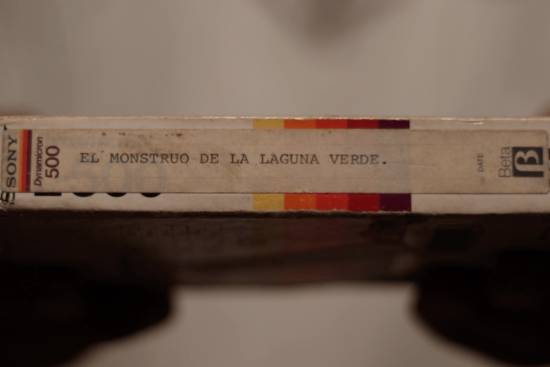 SONY
Dynamicron
500
EL MONSTRUO DE LA LAGUNA VERDE.
DATE
Beta
B